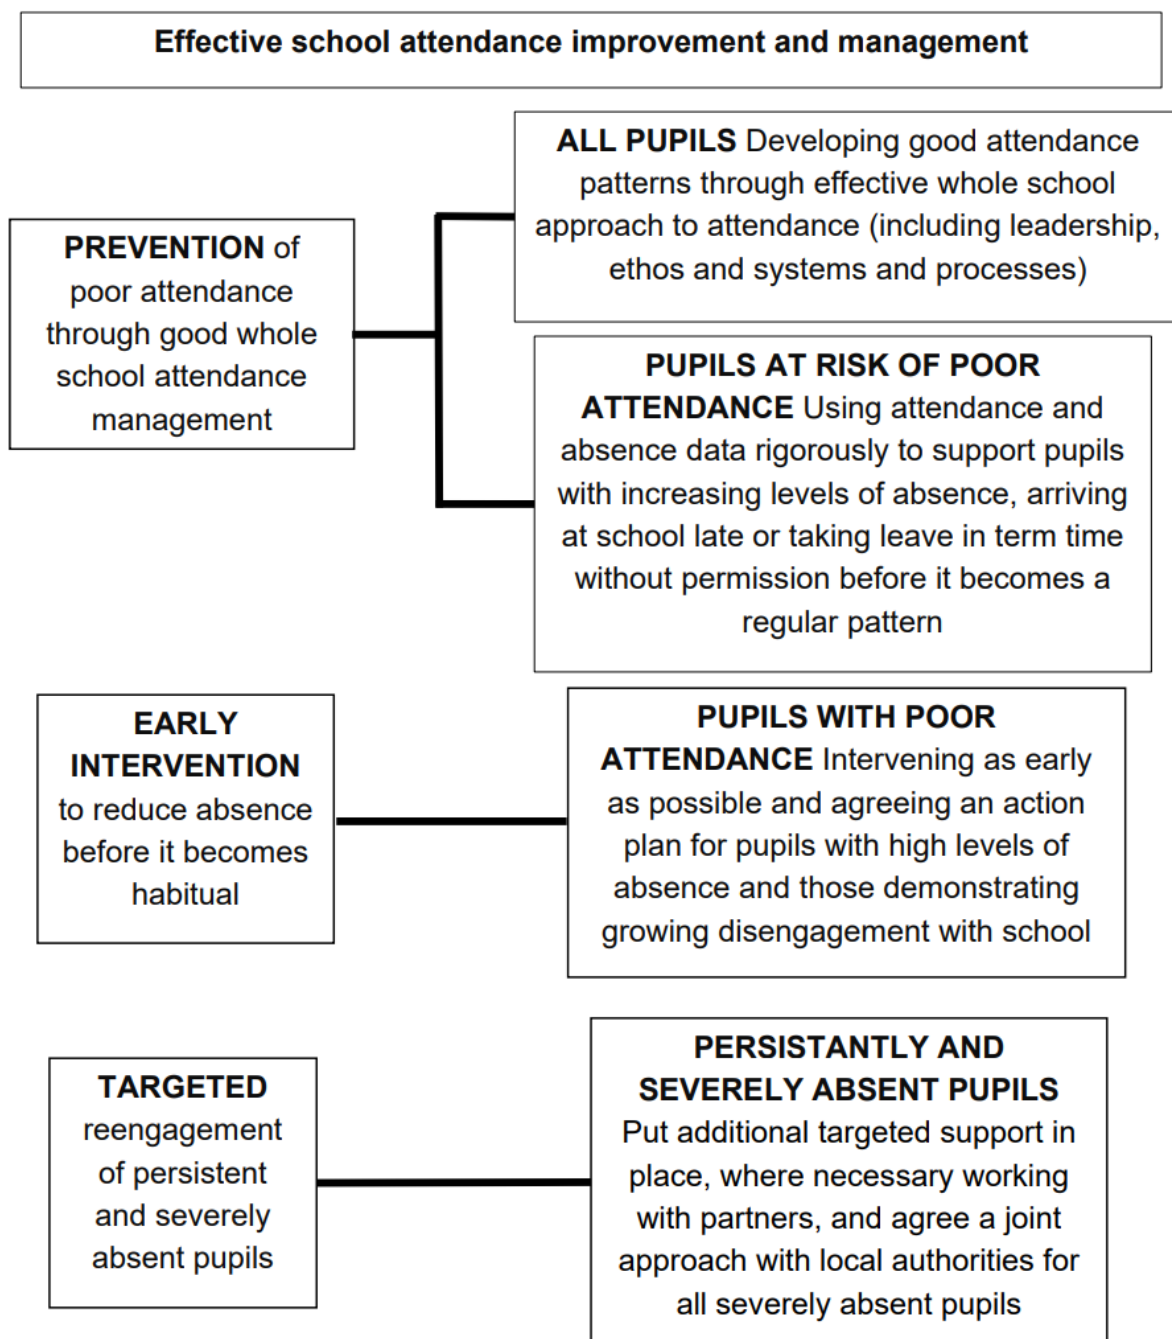 Effective school attendance improvement and management
PREVENTION of
poor attendance
through good whole
school attendance
management
ALL PUPILS Developing good attendance
patterns through effective whole school
approach to attendance (including leadership,
ethos and systems and processes)
PUPILS AT RISK OF POOR
ATTENDANCE Using attendance and
absence data rigorously to support pupils
with increasing levels of absence, arriving
at school late or taking leave in term time
without permission before it becomes a
regular pattern
EARLY
INTERVENTION
to reduce absence
before it becomes
habitual
PUPILS WITH POOR
ATTENDANCE Intervening as early
as possible and agreeing an action
plan for pupils with high levels of
absence and those demonstrating
growing disengagement with school
TARGETED
reengagement
of persistent
and severely
absent pupils
PERSISTANTLY AND
SEVERELY ABSENT PUPILS
Put additional targeted support in
place, where necessary working
with partners, and agree a joint
approach with local authorities for
all severely absent pupils